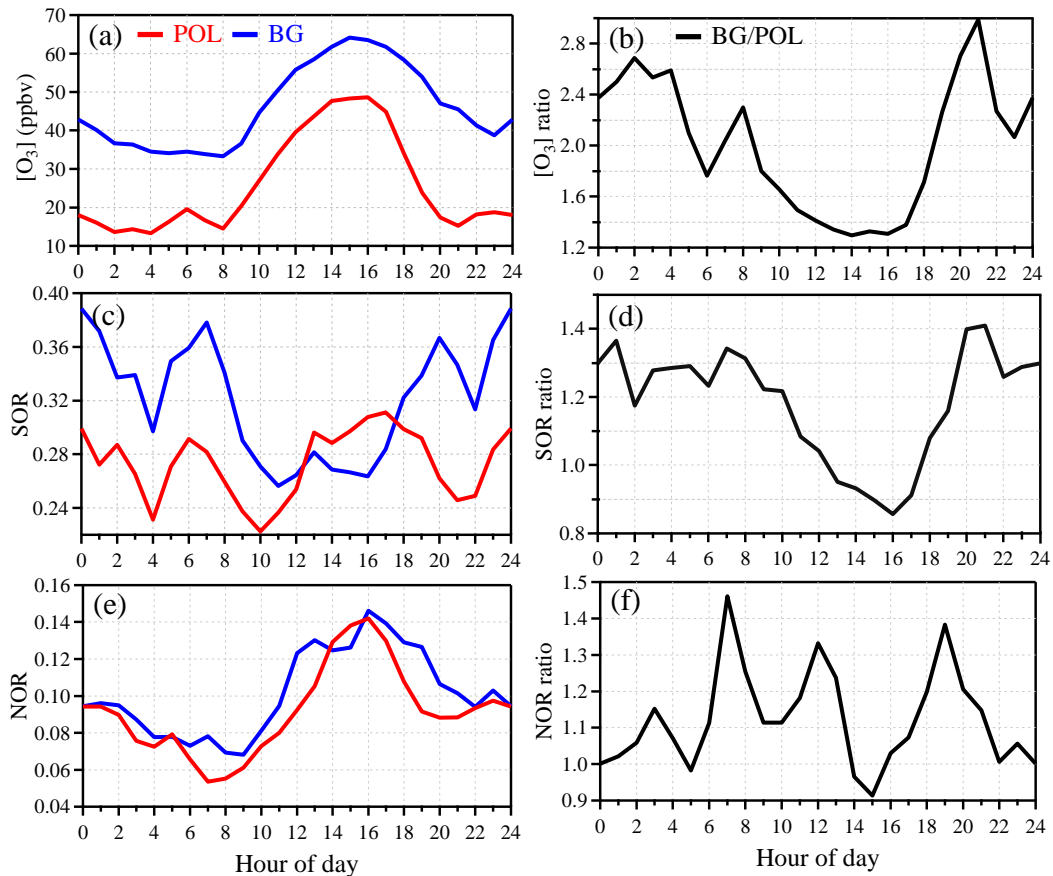 (a) POL BG
[O3] (ppbv)
70
60
50
40
30
20
10
0 2 4 6 8 10 12 14 16 18 20 22 24
(b) BG/POL
[O3] ratio
2.8
2.4
2.0
1.6
1.2
0 2 4 6 8 10 12 14 16 18 20 22 24
(c)
SOR
0.40
0.36
0.32
0.28
0.24
0 2 4 6 8 10 12 14 16 18 20 22 24
(d)
SOR ratio
1.4
1.2
1.0
0.8
0 2 4 6 8 10 12 14 16 18 20 22 24
(e)
NOR
0.16
0.14
0.12
0.10
0.08
0.06
0.04
0 2 4 6 8 10 12 14 16 18 20 22 24
Hour of day
(f)
NOR ratio
1.5
1.4
1.3
1.2
1.1
1.0
0.9
0 2 4 6 8 10 12 14 16 18 20 22 24
Hour of day